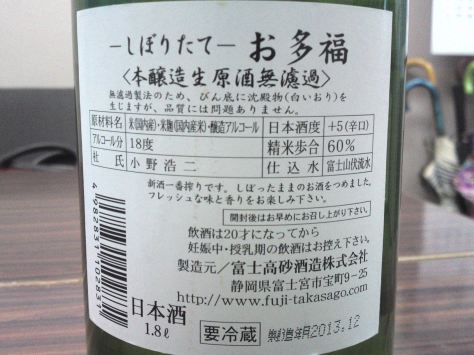 －しぼりたて－ お多福
〈本醸造生原酒無濾過〉
無濾過製法のため、びん底に沈殿物(白いおり)を
生じますが、品質には問題ありません。
原材料名 米(国内産)・米麹(国内産米)・醸造アルコール 日本酒度 +5(辛口)
アルコール分 18度 精米歩合 60%
杜氏 小野浩二 仕込水 富士山伏流水
新酒一番搾りです。しぼったままのお酒をつめました。
フレッシュな味と香りをお楽しみ下さい。
開封後はお早めにお召し上がり下さい。
飲酒は20才になってから
妊娠中・授乳期の飲酒はお控え下さい。
製造元／富士高砂酒造株式会社
静岡県富士宮市宝町9-25
http://www.fuji-takasago.com/
日本酒
1.8ℓ
要冷蔵 製造年月 2013.12
4 982831 102831